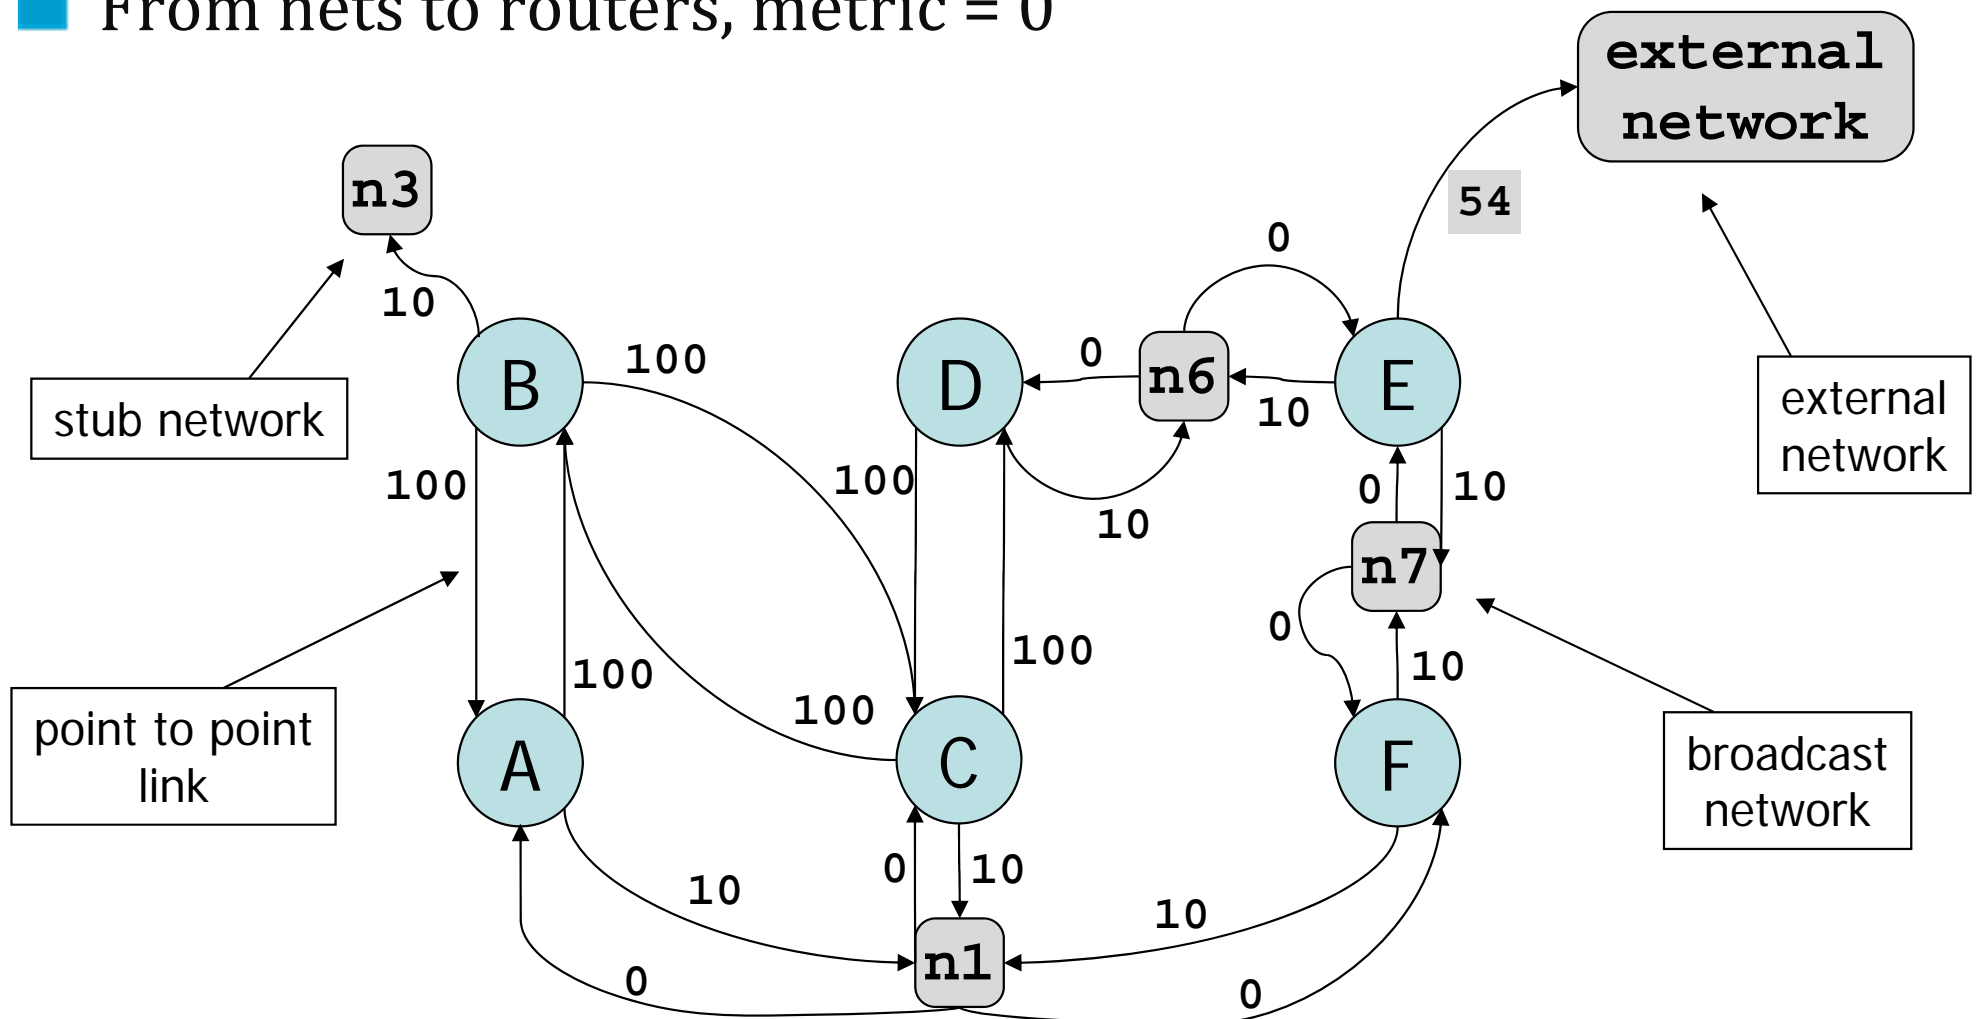 From nets to routers, metric = 0
external
network
n3
54
0
10
B
100
D
0
n6
E
10
stub network
external
network
100
100
0
10
10
n7
0
100
100
10
point to point
link
100
A
C
F
broadcast
network
0
10
10
10
n1
0
0